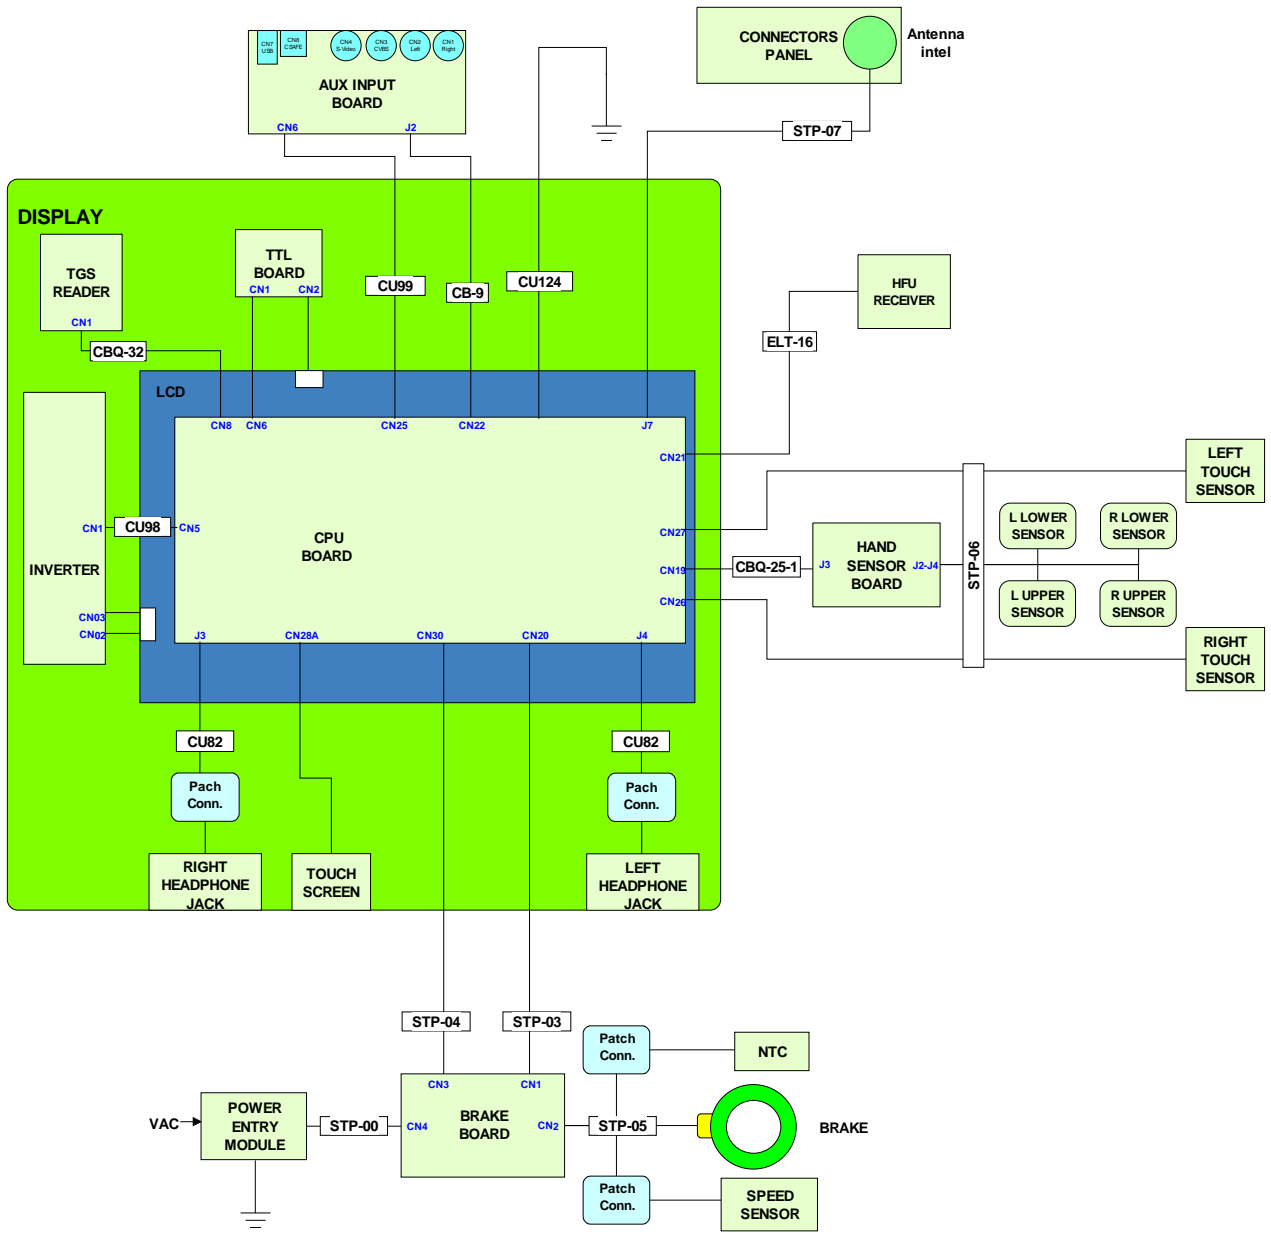 CONNECTORS
PANEL
Antenna
intel
CN7
USB
CN8
CSAFE
CN4
S-Video
CN3
CVBS
CN2
Left
CN1
Right
AUX INPUT
BOARD
CN6
J2
STP-07
DISPLAY
TGS
READER
CN1
TTL
BOARD
CN1
CN2
CU99
CB-9
CU124
HFU
RECEIVER
CBQ-32
ELT-16
LCD
CN8
CN6
CN25
CN22
J7
CN21
LEFT
TOUCH
SENSOR
CN1
CU98
CN5
CPU
BOARD
CN27
CN19
CN26
CBQ-25-1
J3
HAND
SENSOR
BOARD
J2-J4
STP-06
L LOWER
SENSOR
R LOWER
SENSOR
L UPPER
SENSOR
R UPPER
SENSOR
INVERTER
CN03
CN02
J3
CN28A
CN30
CN20
J4
RIGHT
TOUCH
SENSOR
CU82
CU82
Pach
Conn.
Pach
Conn.
RIGHT
HEADPHONE
JACK
TOUCH
SCREEN
LEFT
HEADPHONE
JACK
STP-04
STP-03
Patch
Conn.
NTC
CN3
CN1
VAC
POWER
ENTRY
MODULE
STP-00
CN4
BRAKE
BOARD
CN2
STP-05
BRAKE
Patch
Conn.
SPEED
SENSOR